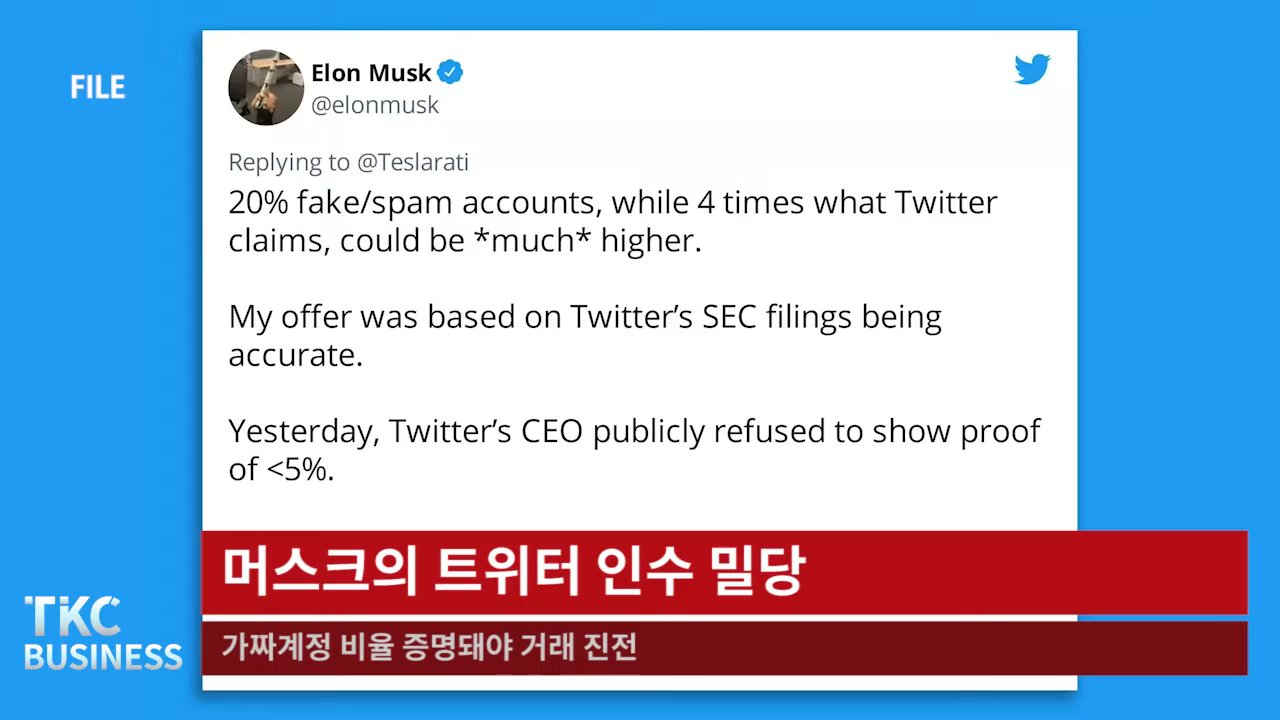 FILE
Elon Musk
@elonmusk
Replying to @Teslarati
20% fake/spam accounts, while 4 times what Twitter
claims, could be *much* higher.
My offer was based on Twitter’s SEC filings being
accurate.
Yesterday, Twitter’s CEO publicly refused to show proof
of <5%.
머스크의 트위터 인수 밀당
가짜계정 비율 증명돼야 거래 진전
TKC
BUSINESS